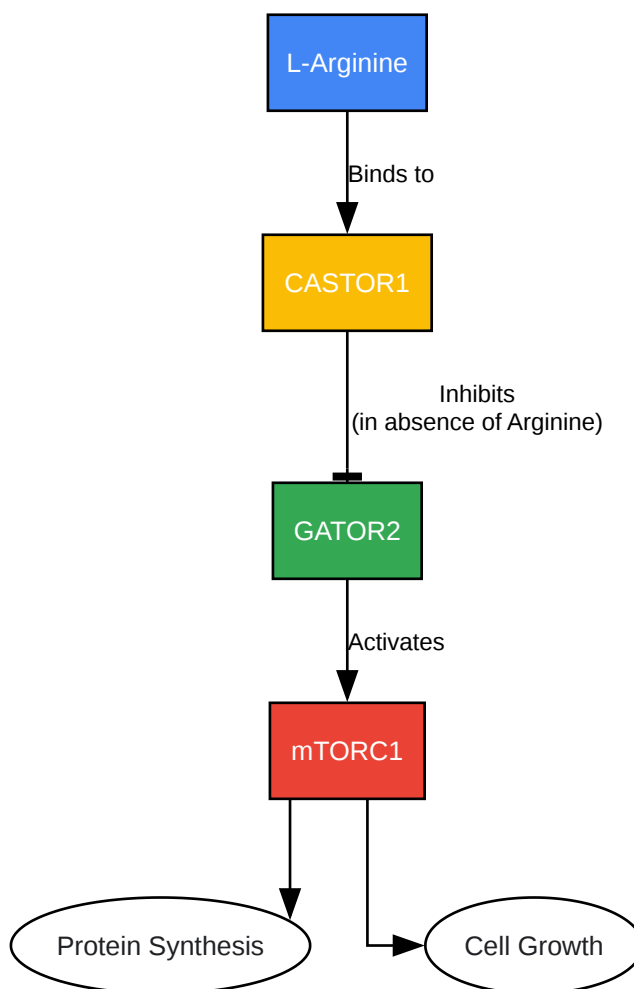 L-Arginine
Binds to
CASTOR1
Inhibits
(in absence of Arginine)
GATOR2
Activates
mTORC1
Protein Synthesis
Cell Growth